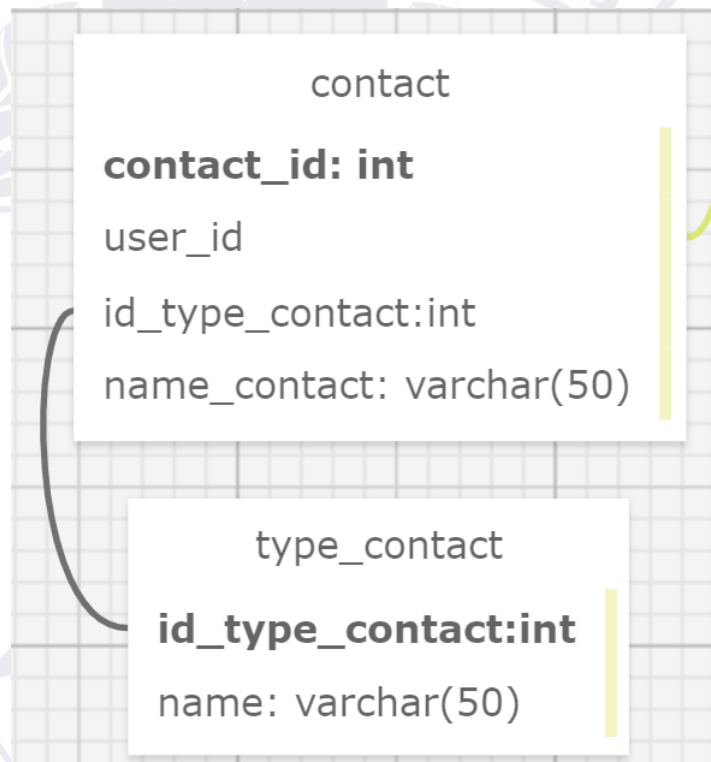 contact
contact_id: int
user_id
id_type_contact:int
name_contact: varchar(50)
type_contact
id_type_contact:int
name: varchar(50)